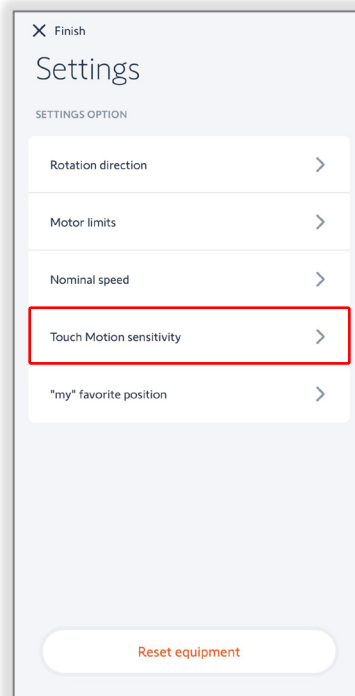 Finish
Settings
SETTINGS OPTION
Rotation direction
Motor limits
Nominal speed
Touch Motion sensitivity
"my" favorite position
Reset equipment